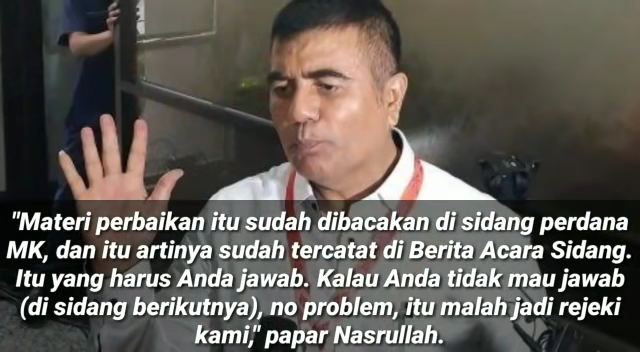 "Materi perbaikan itu sudah dibacakan di sidang perdana
MK, dan itu artinya sudah tercatat di Berita Acara Sidang.
Itu yang harus Anda jawab. Kalau Anda tidak mau jawab
(di sidang berikutnya), no problem, itu malah jadi rejeki
kami," papar Nasrullah.